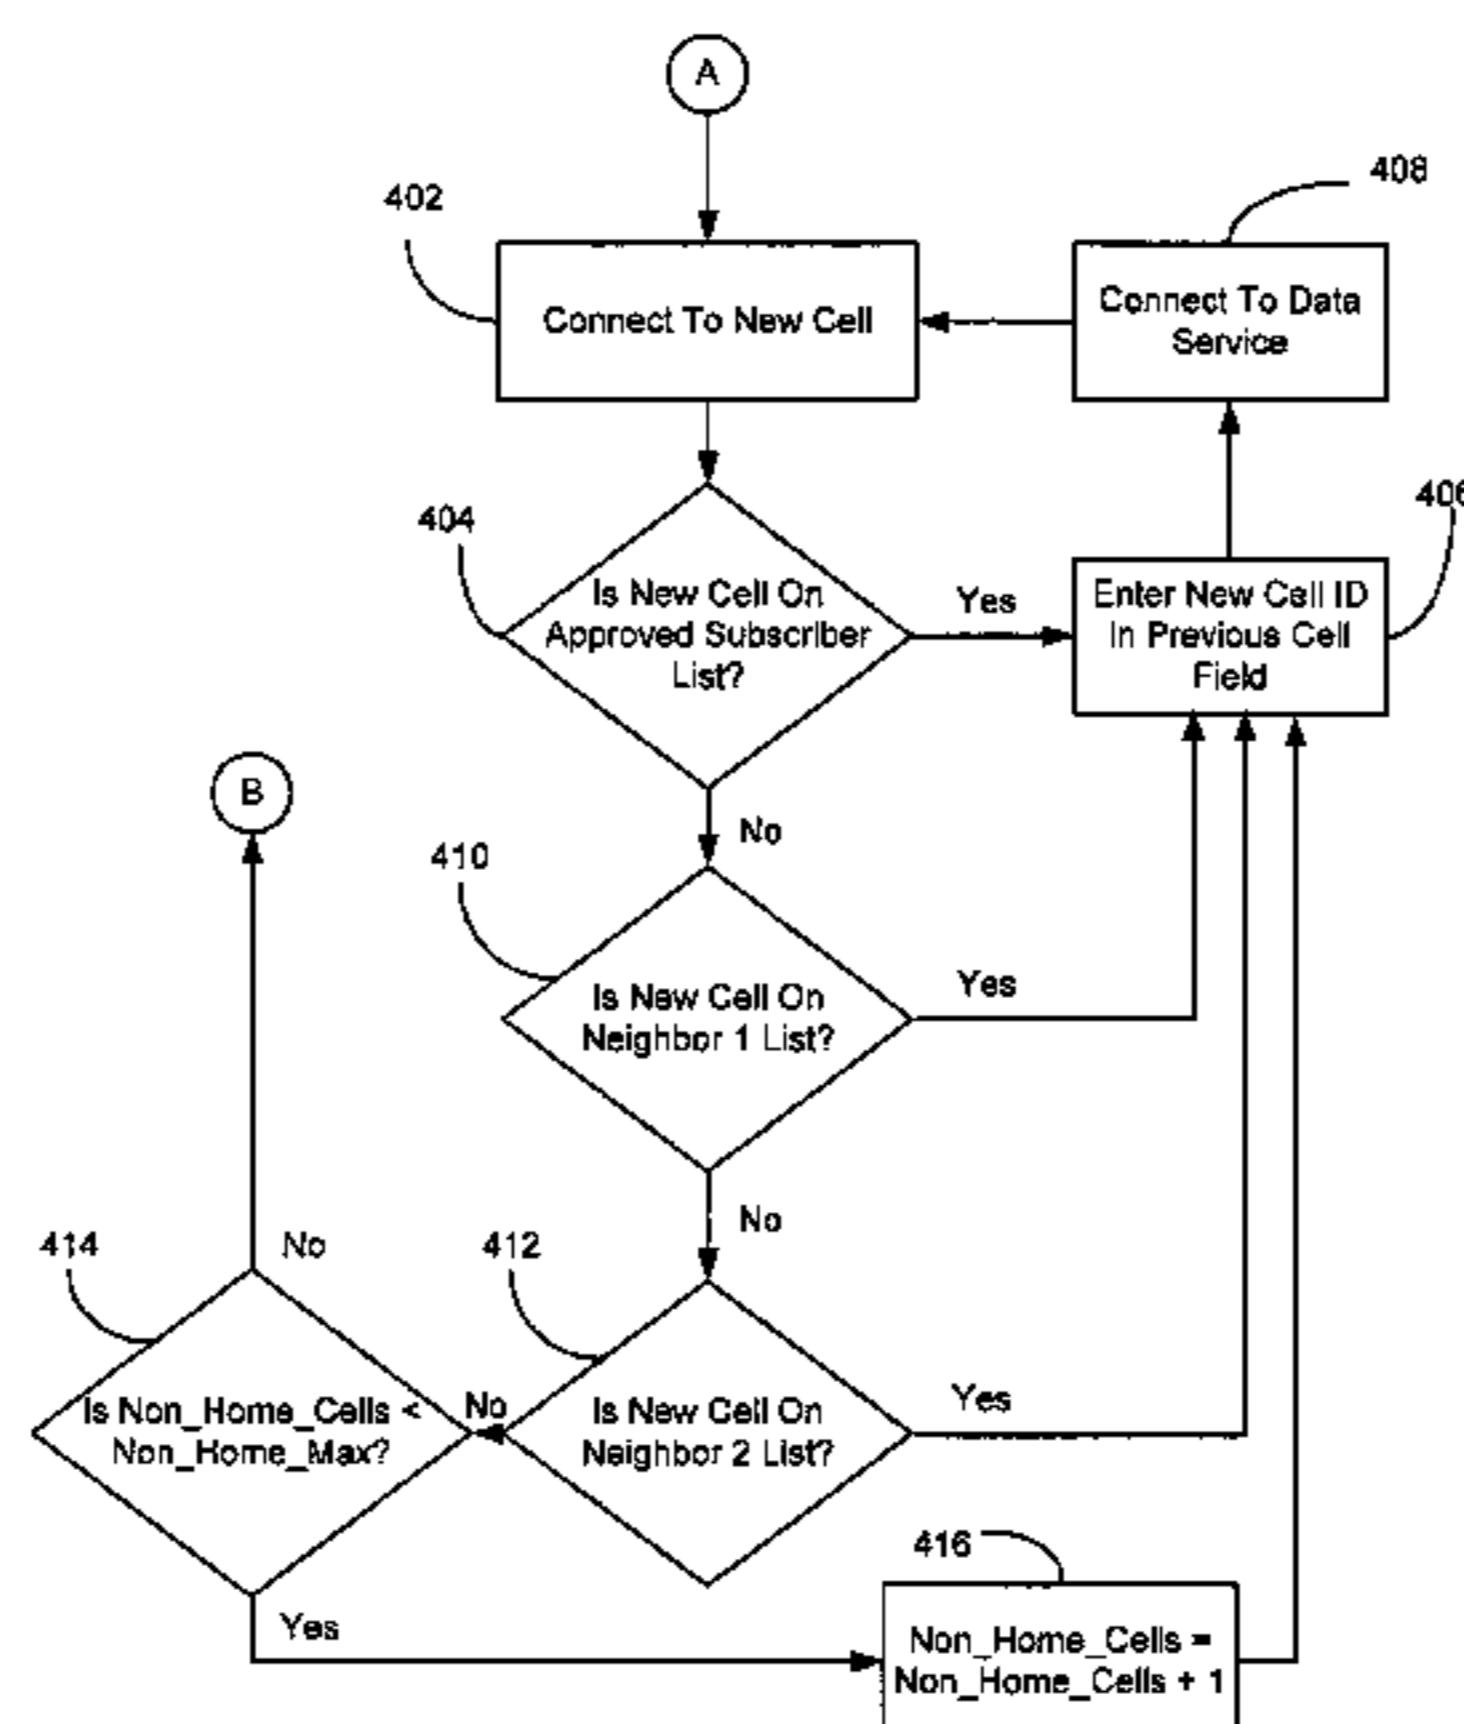 A
402
408
Connect To New Cell
Connect To Data
Service
404
406
Is New Cell On
Approved Subscriber
List?
Yes
Enter New Cell ID
In Previous Cell
Field
B
No
410
Is New Cell On
Neighbor 1 List?
Yes
No
414
No
412
Is Non_Home_Cells <
Non_Home_Max?
No
Is New Cell On
Neighbor 2 List?
Yes
416
Yes
Non_Home_Cells =
Non_Home_Cells + 1